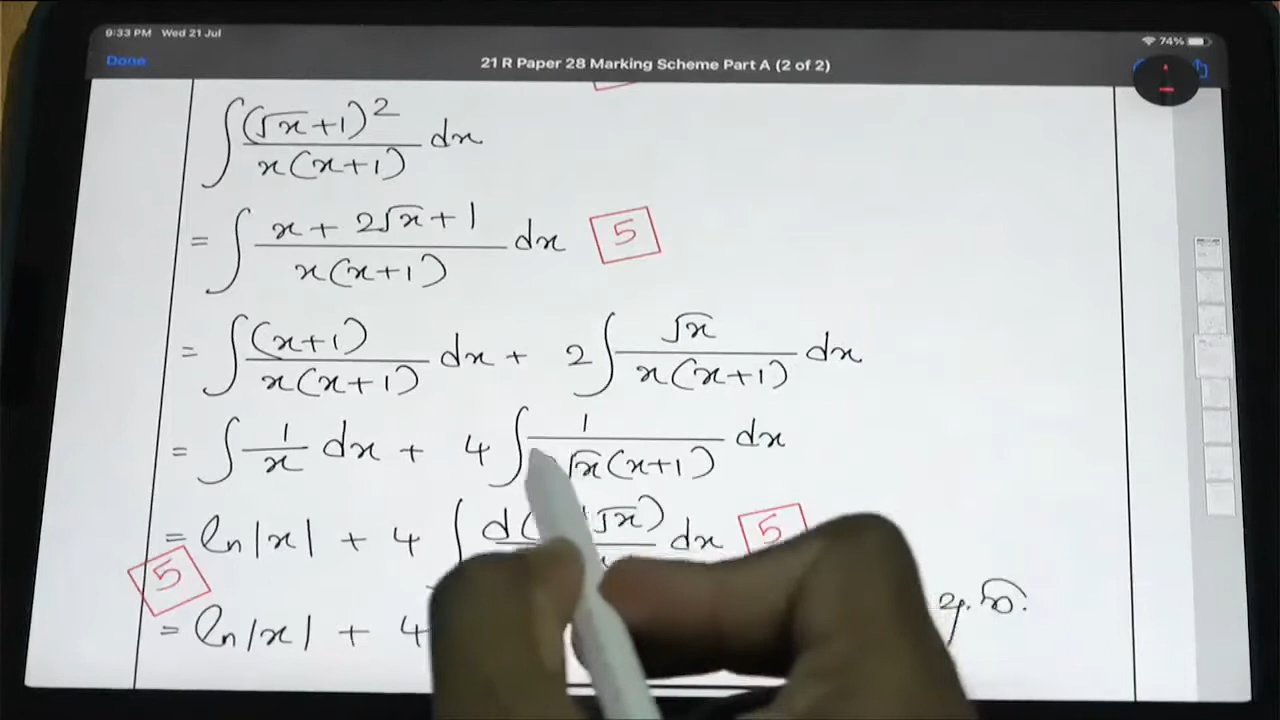 9:33 PM Wed 21 Jul
74%
Done
21 R Paper 28 Marking Scheme Part A (2 of 2)
∫ (√x+1)² / x(x+1) dx
= ∫ x + 2√x + 1 / x(x+1) dx 5
= ∫ (x+1) / x(x+1) dx + 2 ∫ √x / x(x+1) dx
= ∫ 1/x dx + 4 ∫ 1 / √x(x+1) dx
= ln|x| + 4 ∫ d( √x) dx 5
5
= ln|x| + 4